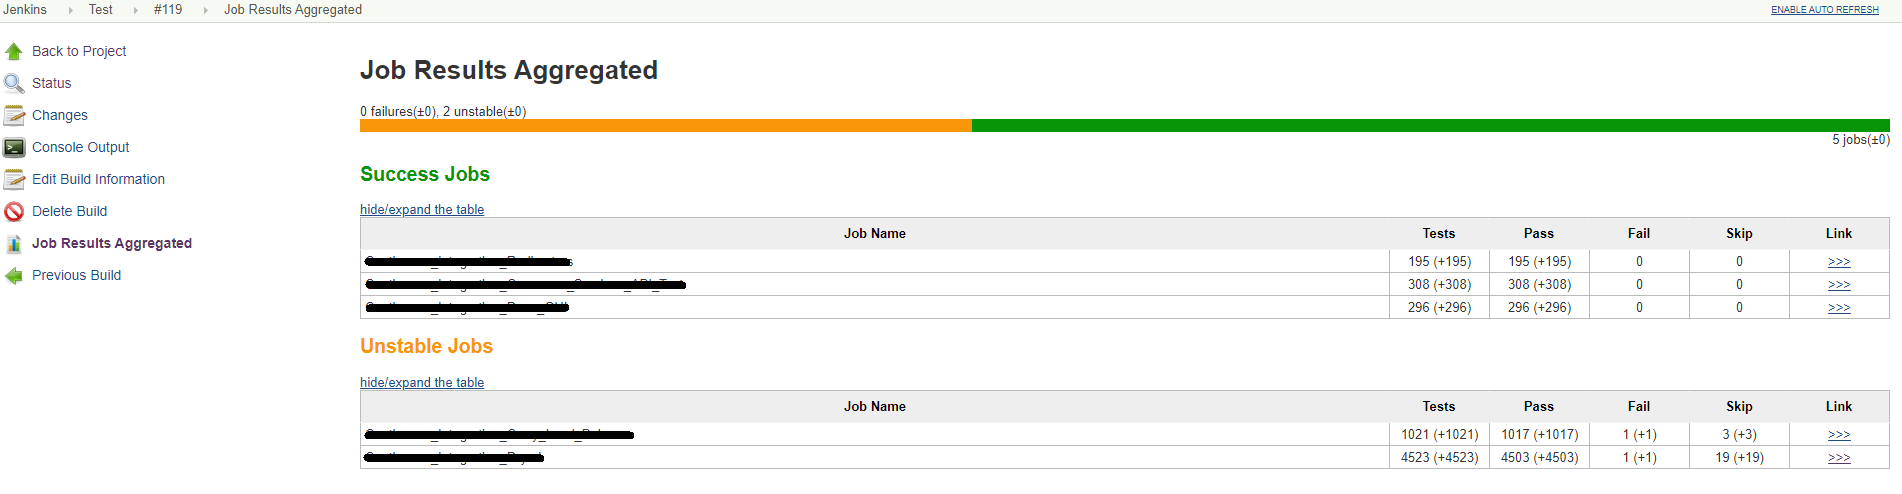 Jenkins Test #119 Job Results Aggregated ENABLE AUTO REFRESH
Back to Project
Status
Changes
Console Output
Edit Build Information
Delete Build
Job Results Aggregated
Previous Build
Job Results Aggregated
0 failures(±0), 2 unstable(±0)
5 jobs(±0)
Success Jobs
hide/expand the table
Job Name Tests Pass Fail Skip Link
195 (+195) 195 (+195) 0 0 >>>
308 (+308) 308 (+308) 0 0 >>>
296 (+296) 296 (+296) 0 0 >>>
Unstable Jobs
hide/expand the table
Job Name Tests Pass Fail Skip Link
1021 (+1021) 1017 (+1017) 1 (+1) 3 (+3) >>>
4523 (+4523) 4503 (+4503) 1 (+1) 19 (+19) >>>